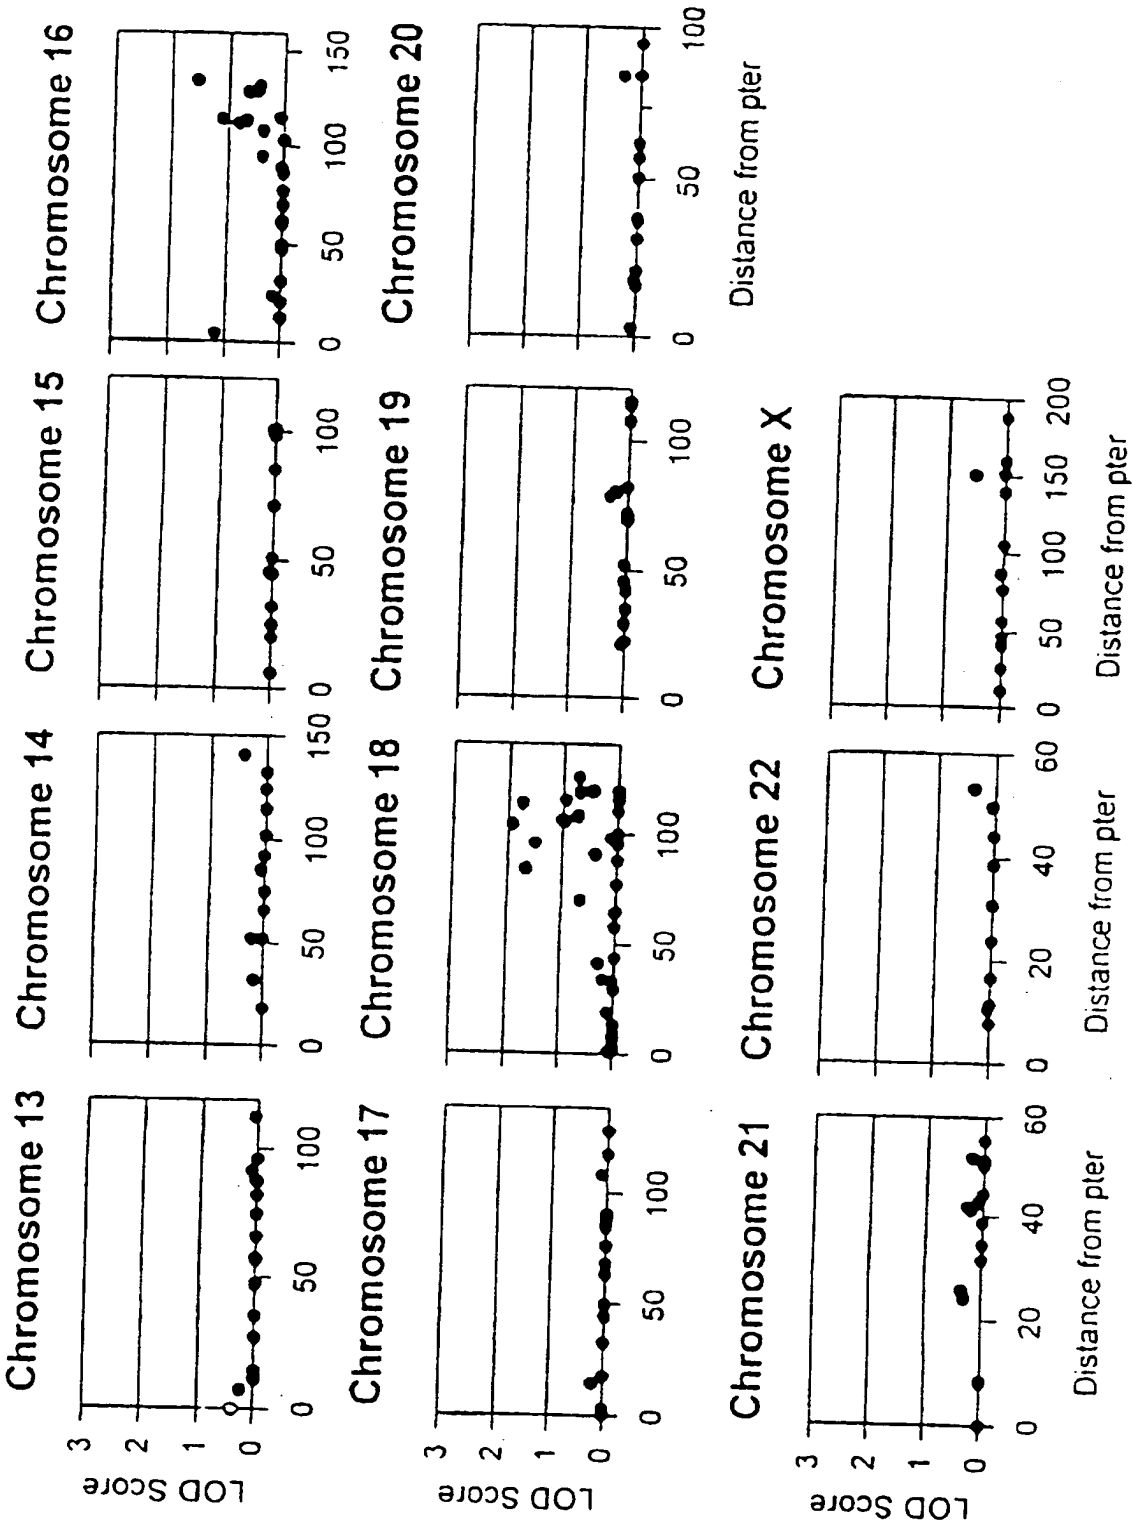 Chromosome 13
Chromosome 14
Chromosome 15
Chromosome 16
LOD Score
3
2
1
0
0 50 100
0 50 100 150
0 50 100
0 50 100 150
Chromosome 17
Chromosome 18
Chromosome 19
Chromosome 20
LOD Score
3
2
1
0
0 50 100
0 50 100
0 50 100
0 50 100
Distance from pter
Chromosome 21
Chromosome 22
Chromosome X
LOD Score
3
2
1
0
0 20 40 60
0 20 40 60
0 50 100 150 200
Distance from pter
Distance from pter
Distance from pter